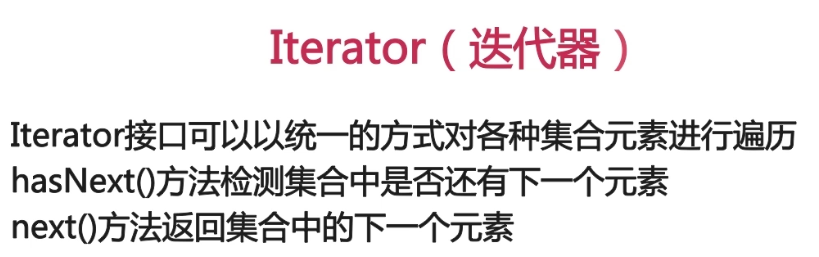 Iterator（迭代器）
Iterator接口可以以统一的方式对各种集合元素进行遍历
hasNext()方法检测集合中是否还有下一个元素
next()方法返回集合中的下一个元素